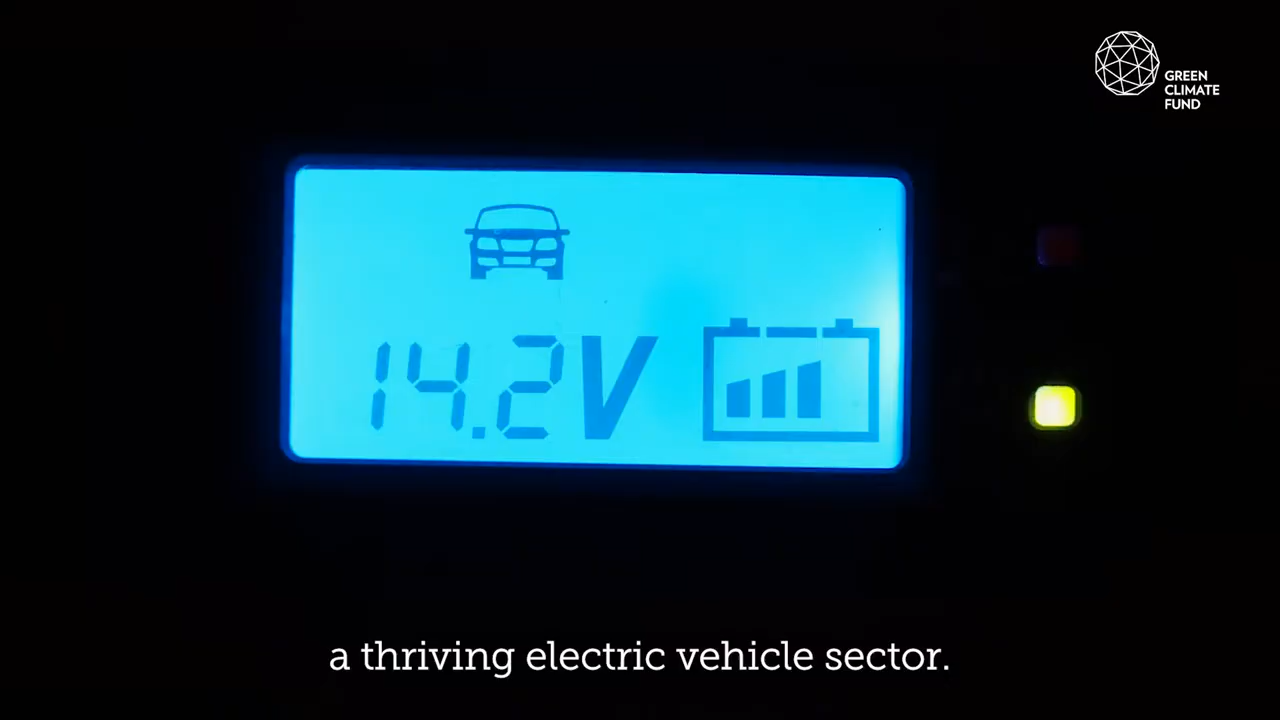 GREEN
CLIMATE
FUND
14.2V
a thriving electric vehicle sector.